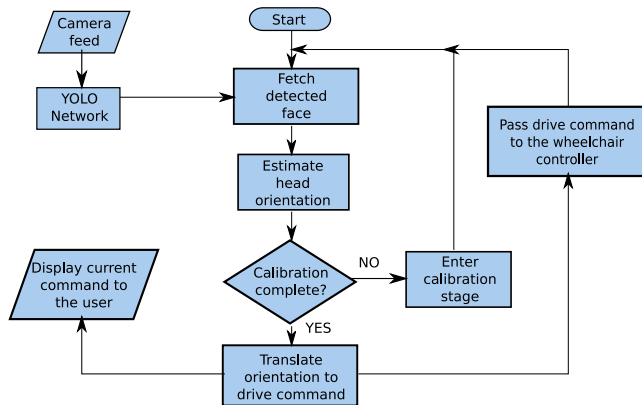 Camera
feed
Start
YOLO
Network
Fetch
detected
face
Pass drive command
to the wheelchair
controller
Estimate
head
orientation
Calibration
complete?
NO
Enter
calibration
stage
Display current
command to
the user
YES
Translate
orientation to
drive command